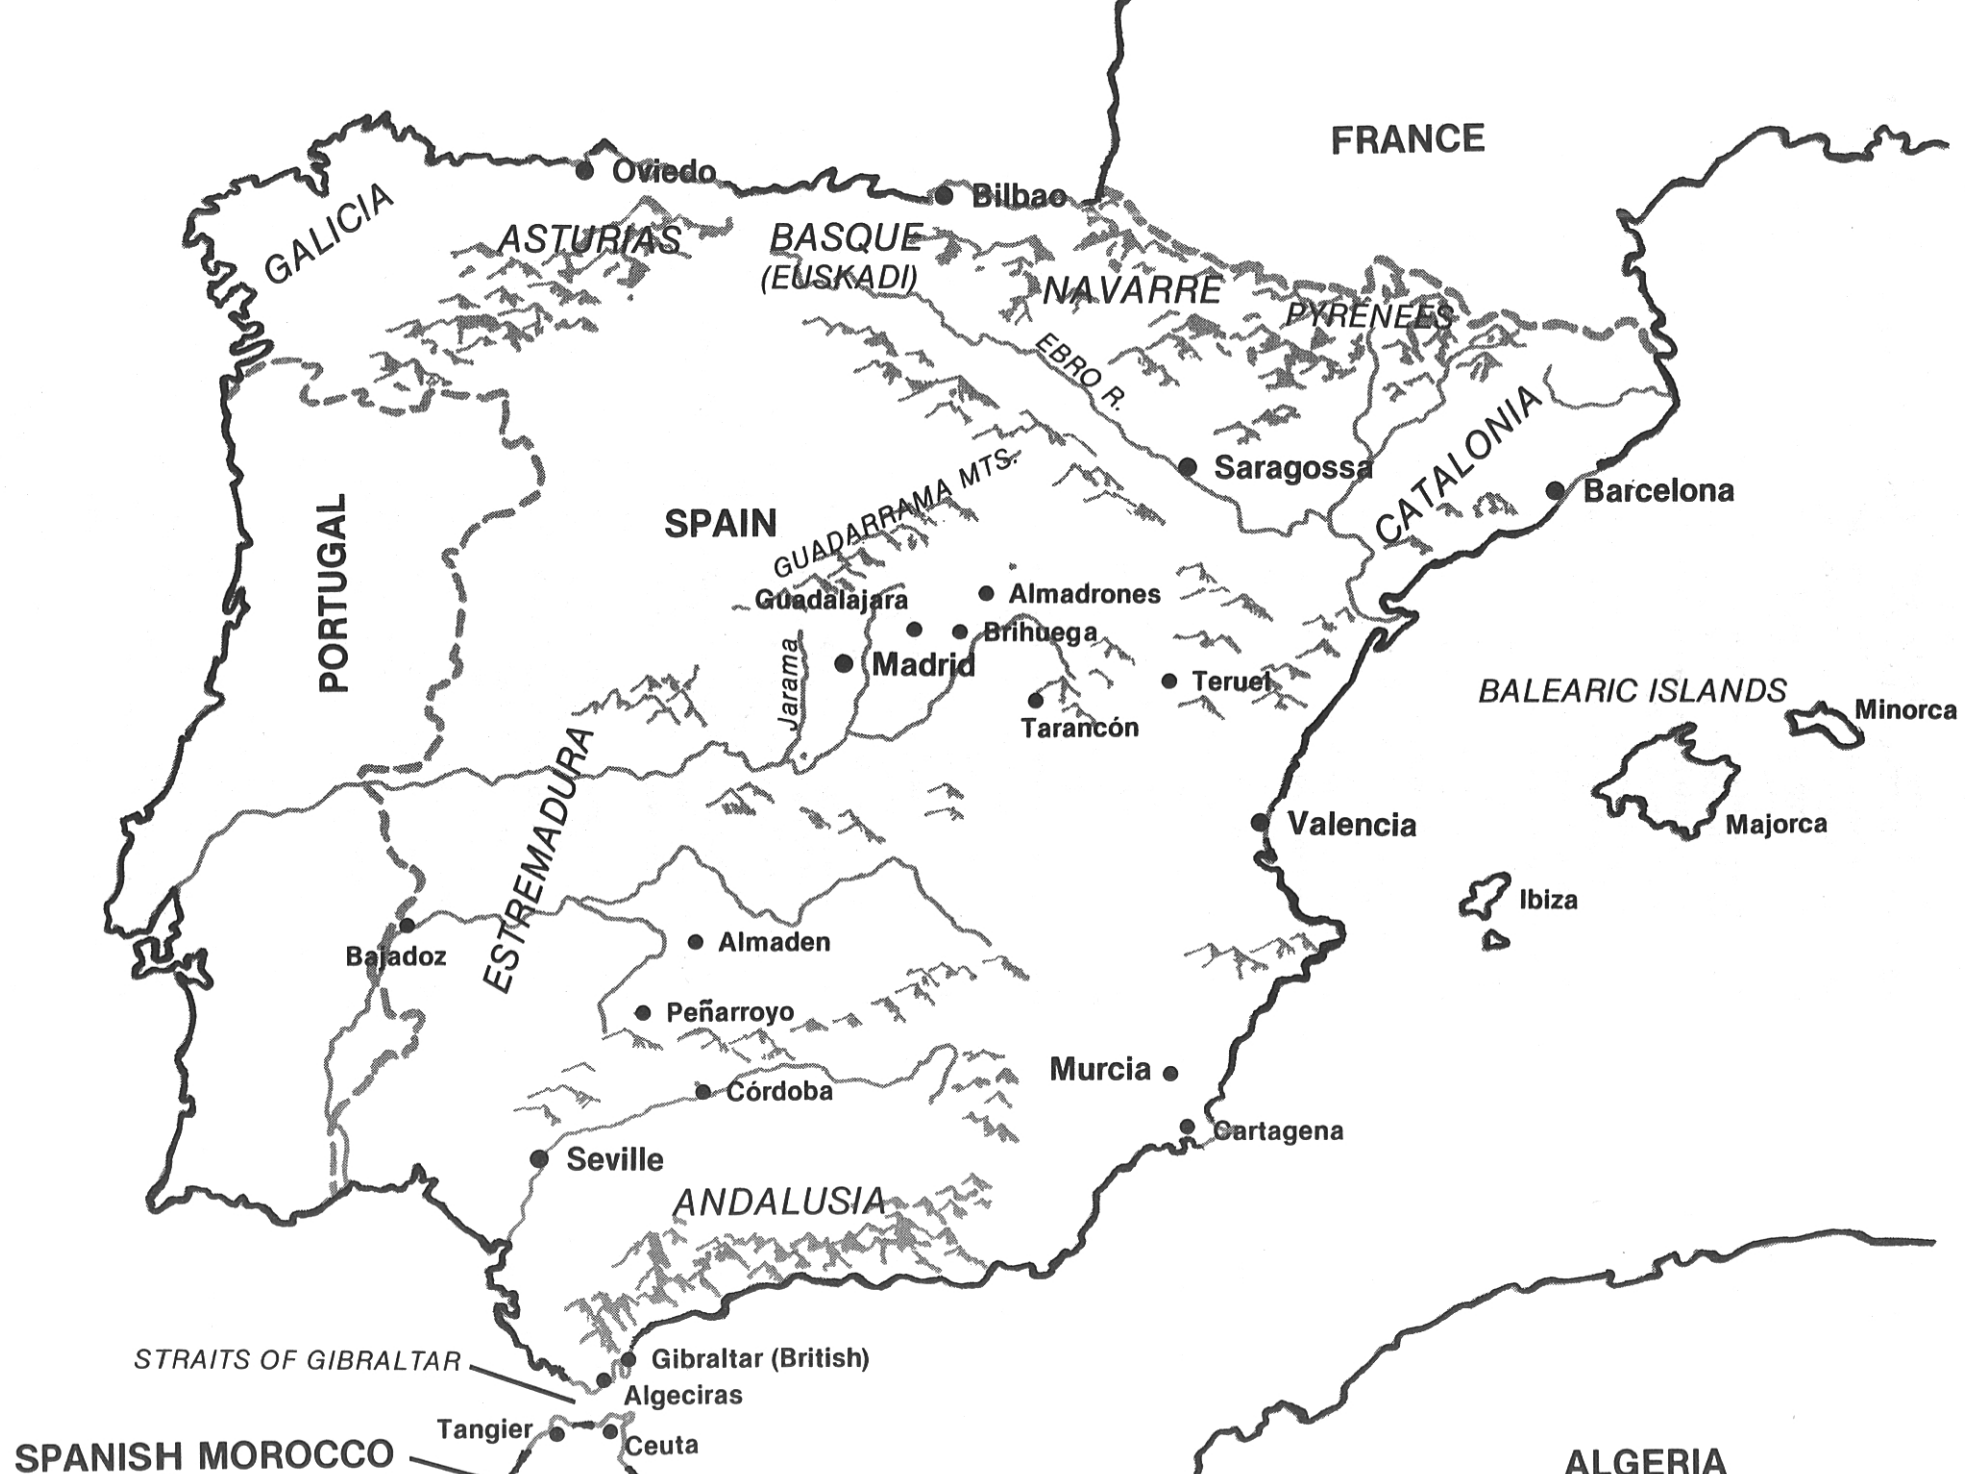 FRANCE
Oviedo
Bilbao
GALICIA
ASTURIAS
BASQUE
(EUSKADI)
NAVARRE
PYRENEES
EBRO R.
CATALONIA
Saragossa
Barcelona
GUADARRAMA MTS.
SPAIN
PORTUGAL
Guadalajara
Almadrones
Brihuega
Madrid
Jarama
Teruel
Tarancón
BALEARIC ISLANDS
Minorca
Majorca
Ibiza
Valencia
ESTREMADURA
Bajadoz
Almaden
Peñarroyo
Córdoba
Murcia
Cartagena
Seville
ANDALUSIA
STRAITS OF GIBRALTAR
Gibraltar (British)
Algeciras
Tangier
Ceuta
SPANISH MOROCCO
ALGERIA